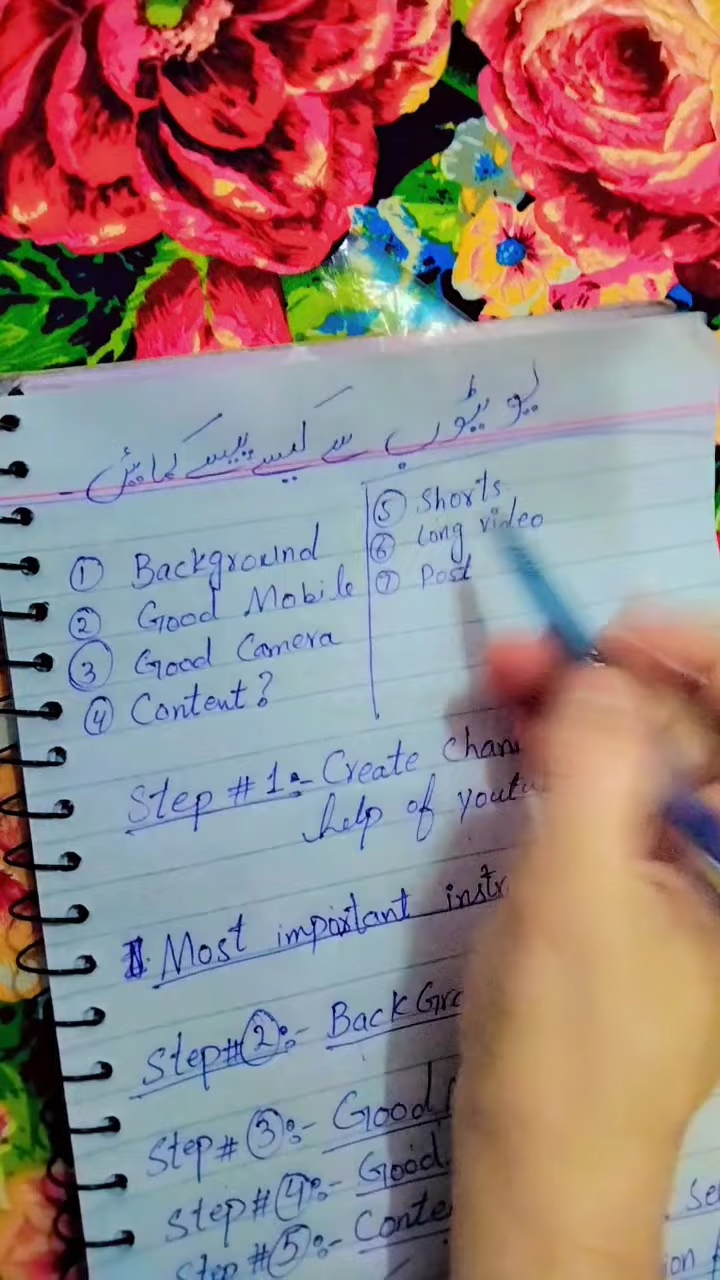 یوٹیوب سے کیسے پیسے کمائیں -
① Background
② Good Mobile
③ Good Camera
④ Content?
⑤ Shorts
⑥ Long video
⑦ Post
Step #1:- Create
help of
Most important
Step#②:- Back
Step#③:- Good
Step#④:- Good
Step#⑤:-